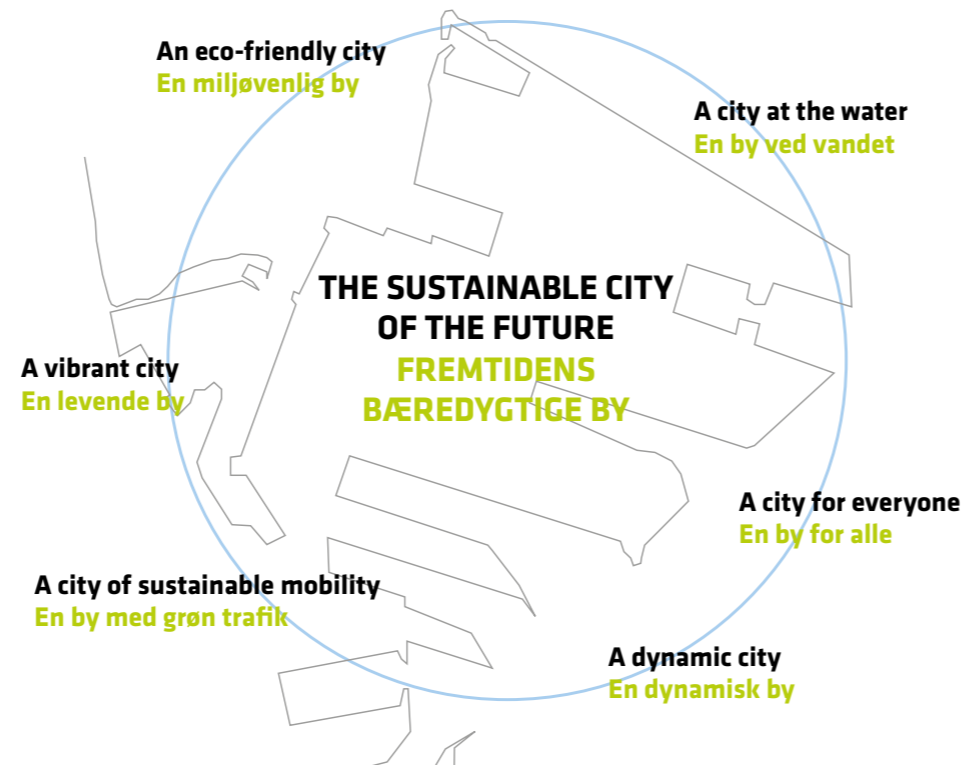 An eco-friendly city
En miljøvenlig by
A city at the water
En by ved vandet
THE SUSTAINABLE CITY
OF THE FUTURE
FREMTIDENS
BÆREDYGTIGE BY
A vibrant city
En levende by
A city for everyone
En by for alle
A city of sustainable mobility
En by med grøn trafik
A dynamic city
En dynamisk by